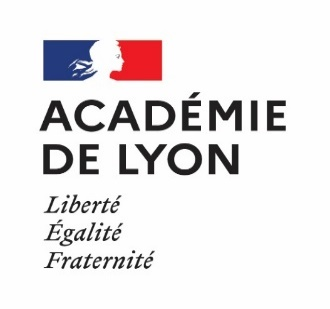 ACADÉMIE
DE LYON
Liberté
Égalité
Fraternité